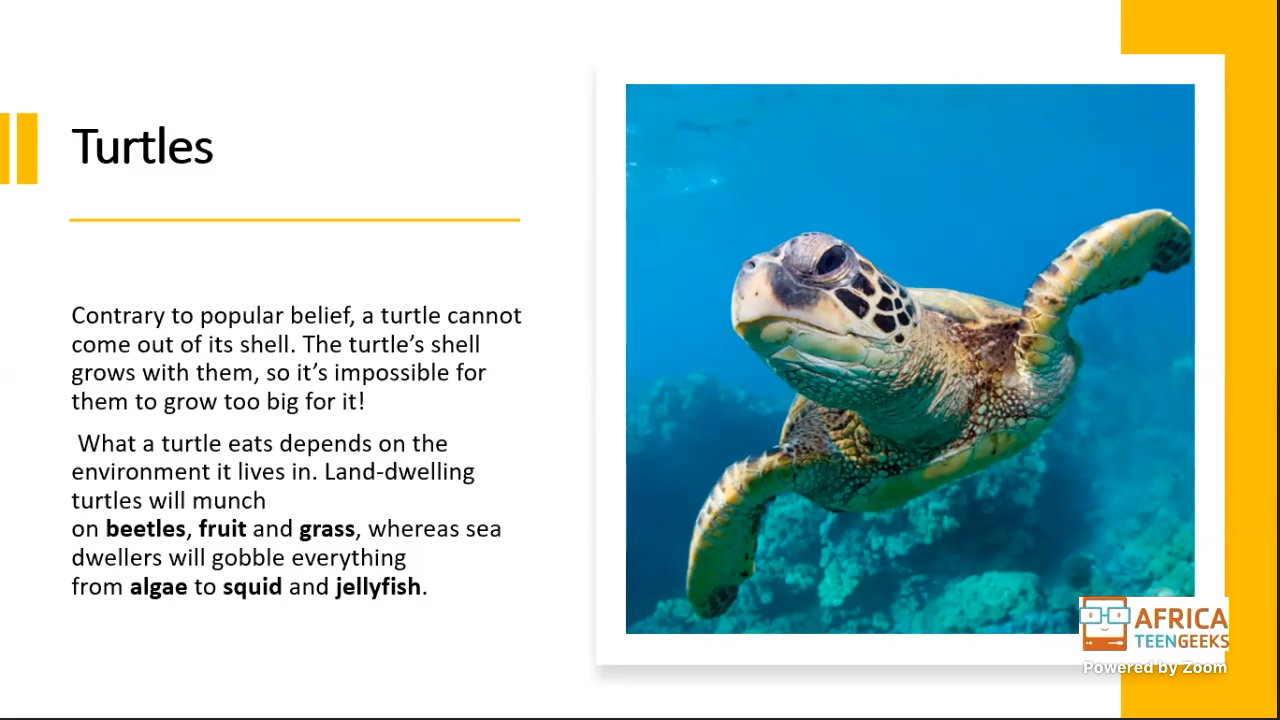 Turtles
Contrary to popular belief, a turtle cannot
come out of its shell. The turtle’s shell
grows with them, so it’s impossible for
them to grow too big for it!
What a turtle eats depends on the
environment it lives in. Land-dwelling
turtles will munch
on beetles, fruit and grass, whereas sea
dwellers will gobble everything
from algae to squid and jellyfish.
AFRICA
TEENGEEKS
Powered by Zoom